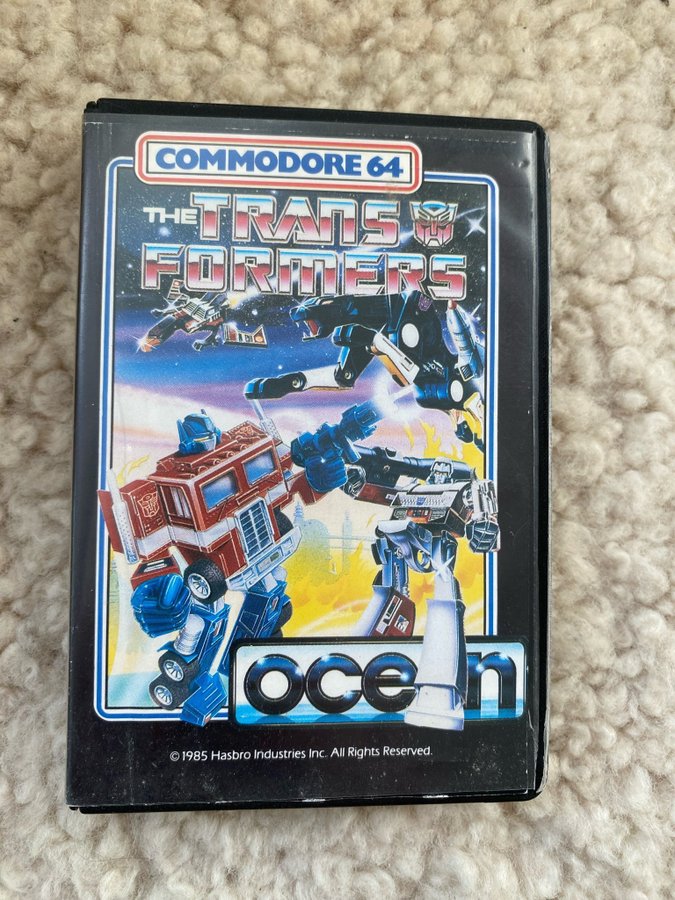 COMMODORE 64
THE TRANS
FORMERS
ocean
© 1985 Hasbro Industries Inc. All Rights Reserved.